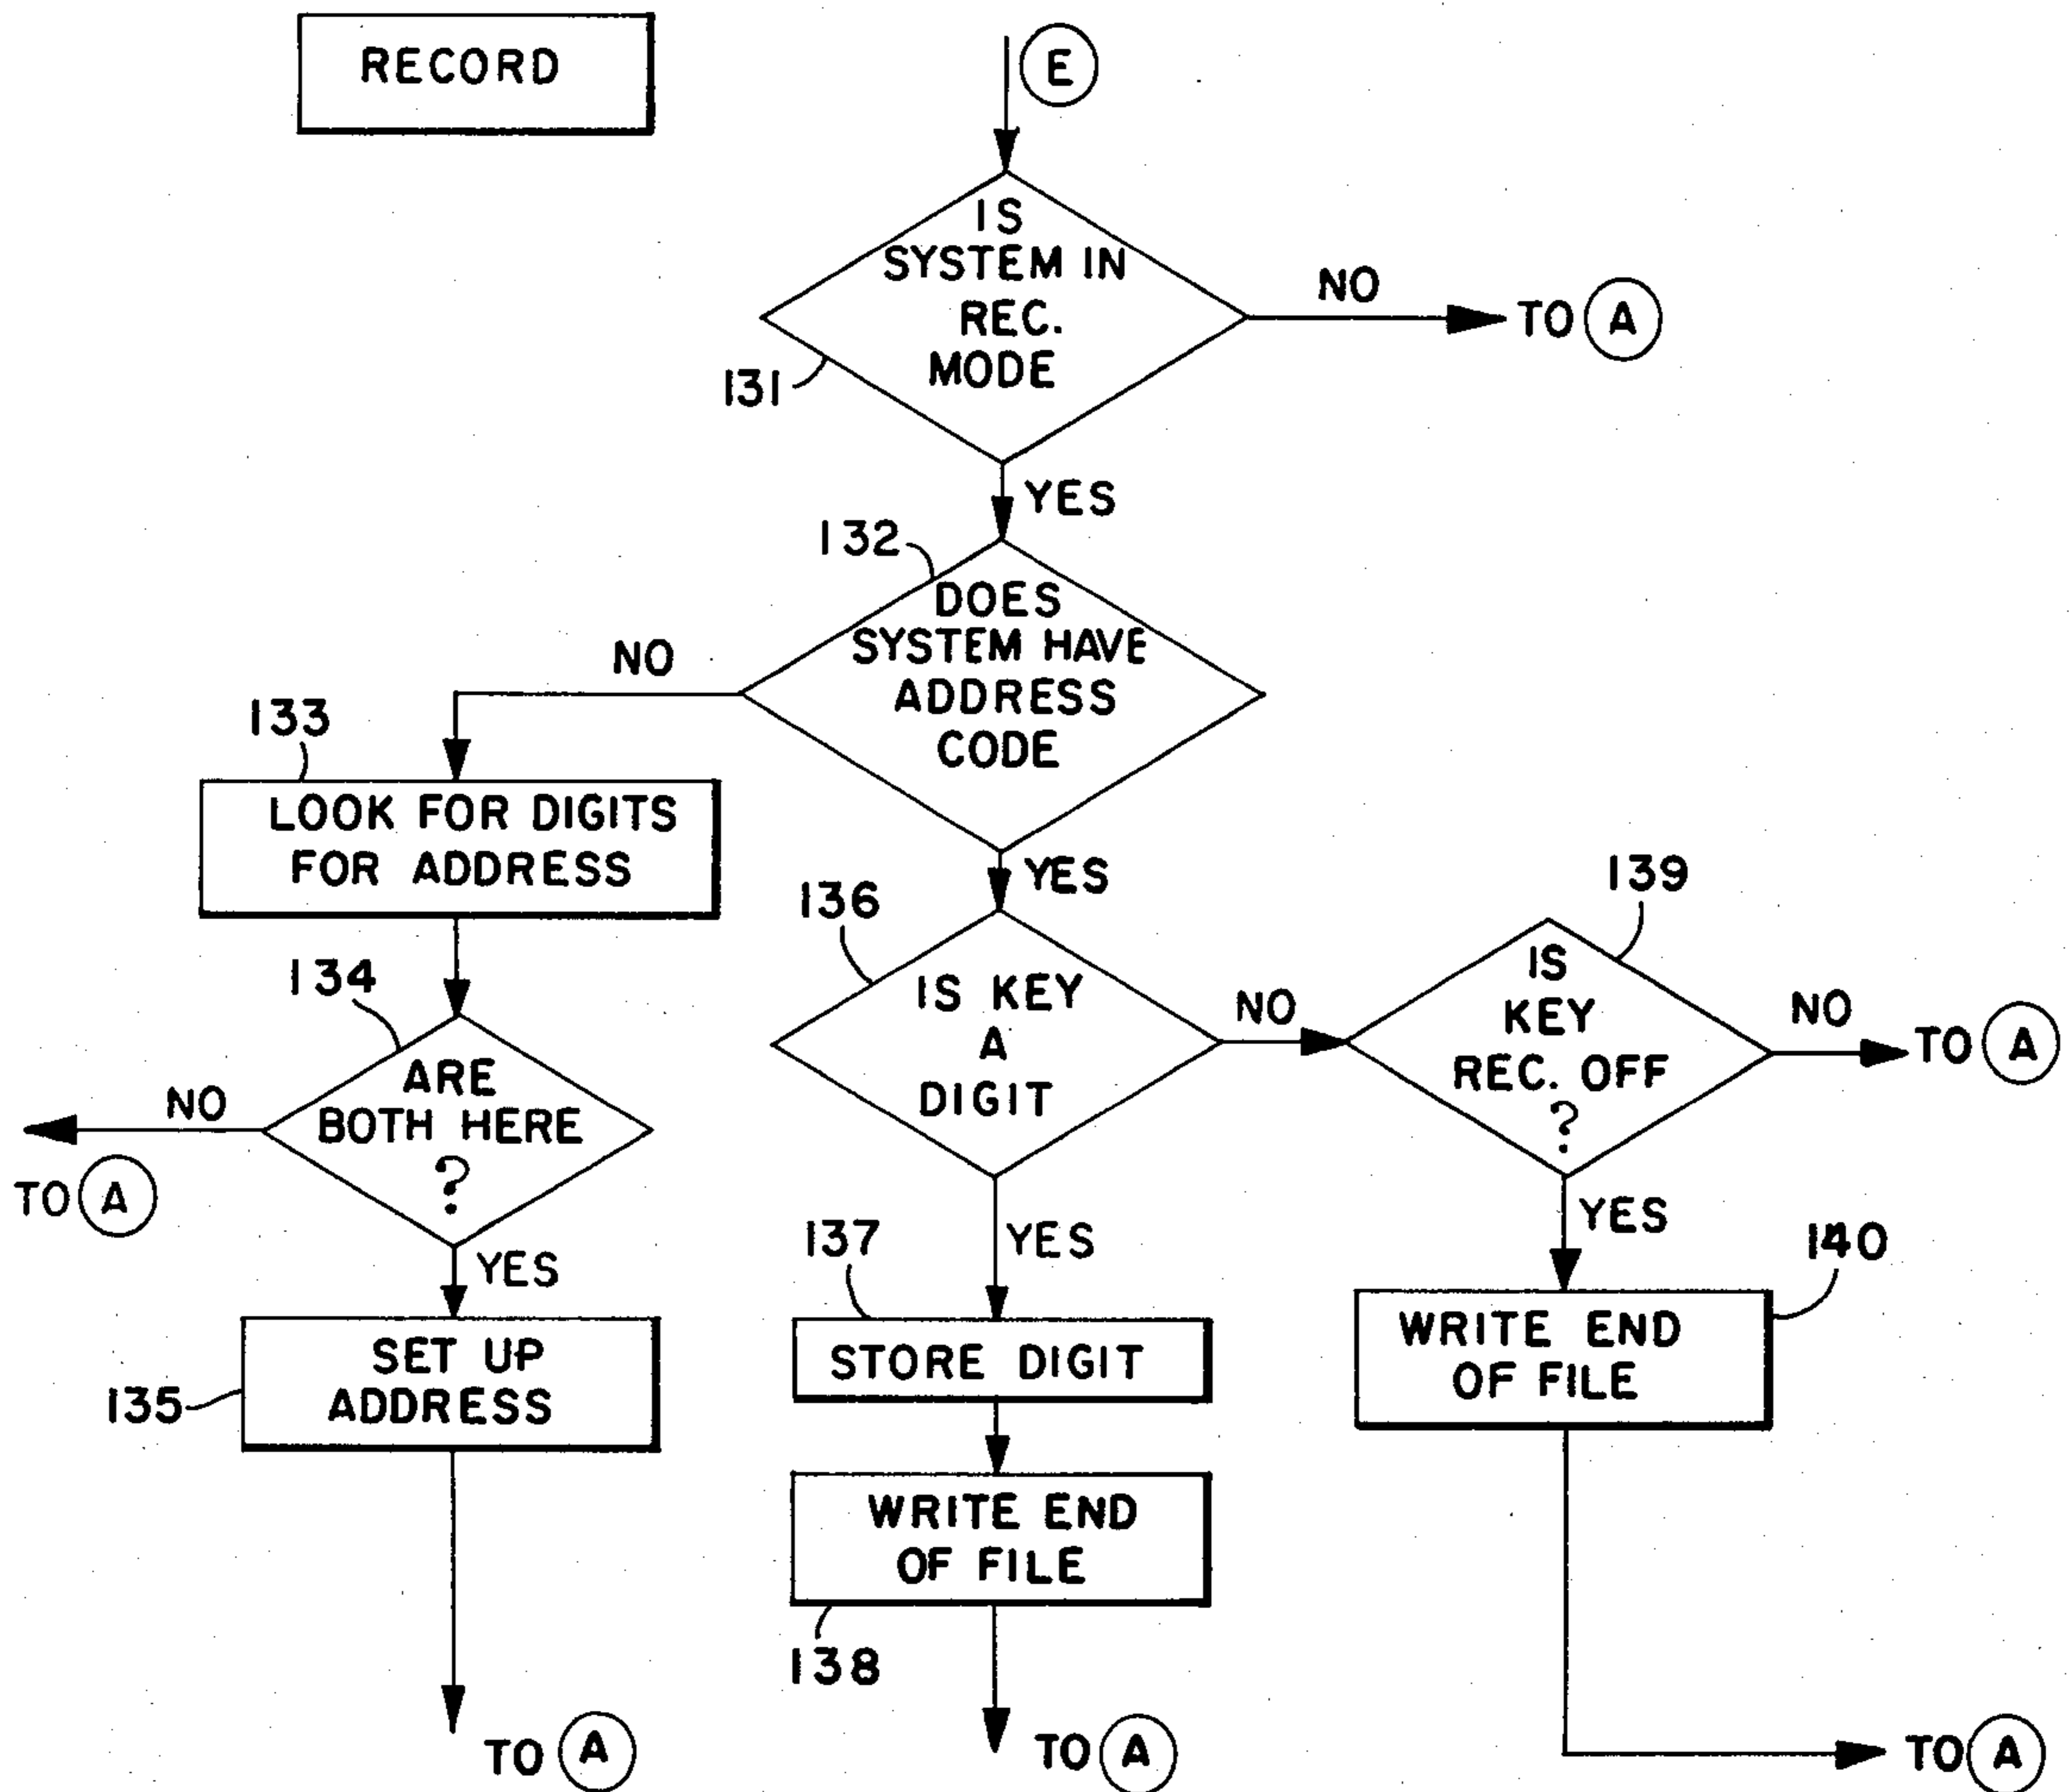 RECORD
E
IS
SYSTEM IN
REC.
MODE
NO
TO A
131
YES
132
DOES
SYSTEM HAVE
ADDRESS
CODE
NO
133
LOOK FOR DIGITS
FOR ADDRESS
YES
136
139
134
IS KEY
A
DIGIT
NO
IS
KEY
REC. OFF
?
NO
TO A
ARE
BOTH HERE
?
NO
TO A
YES
137
YES
YES
140
SET UP
ADDRESS
135
STORE DIGIT
WRITE END
OF FILE
WRITE END
OF FILE
138
TO A
TO A
TO A